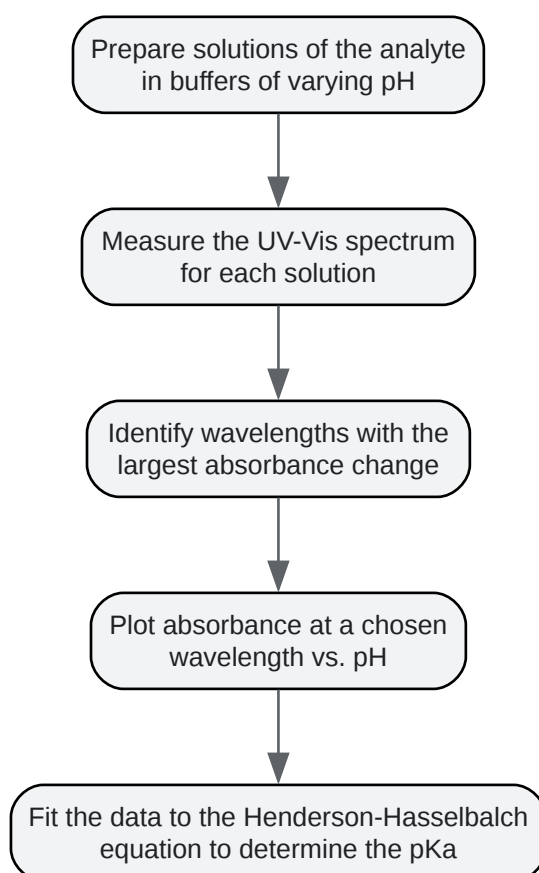 Prepare solutions of the analyte
in buffers of varying pH
Measure the UV-Vis spectrum
for each solution
Identify wavelengths with the
largest absorbance change
Plot absorbance at a chosen
wavelength vs. pH
Fit the data to the Henderson-Hasselbalch
equation to determine the pKa